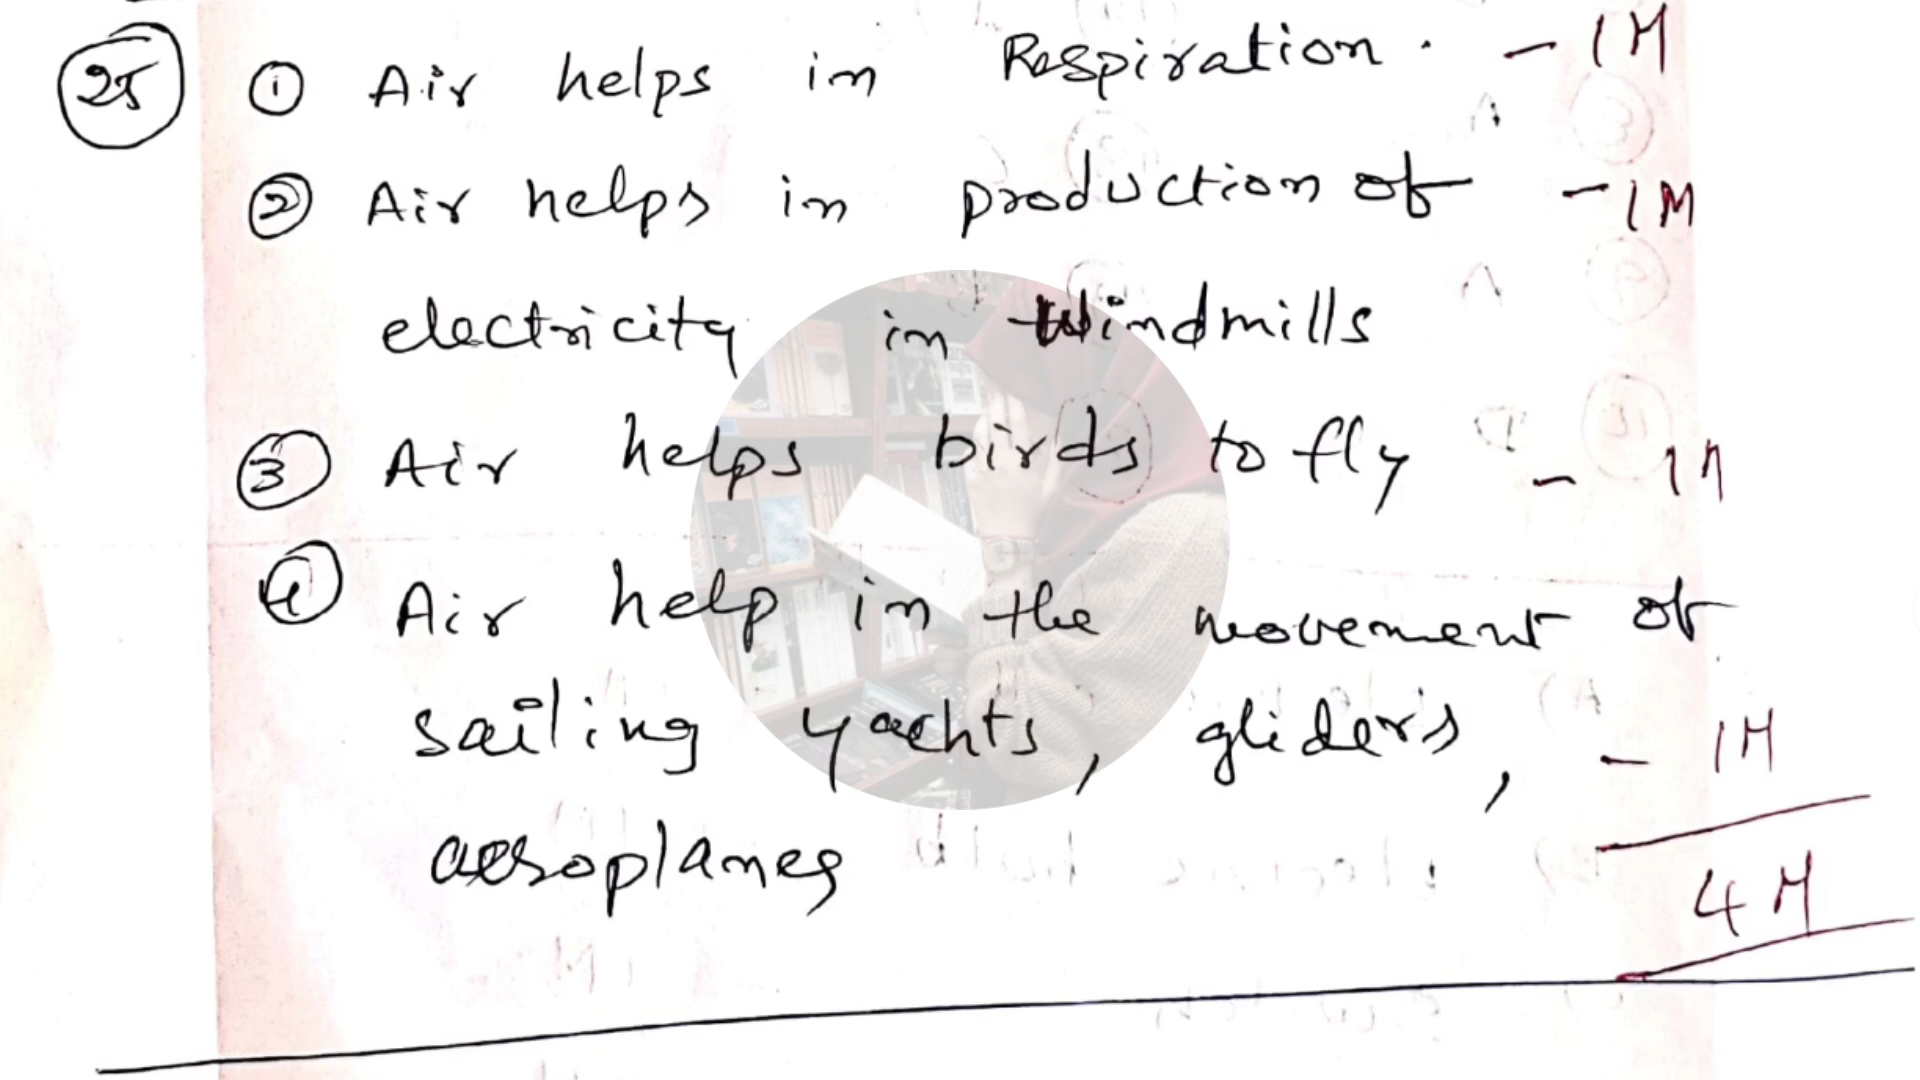 25 ① Air helps in Respiration. - 1M
② Air helps in production of - 1M
electricity in Windmills
③ Air helps birds to fly - 1M
④ Air help in the movement of
sailing yachts, gliders, - 1M
aeroplanes
4M